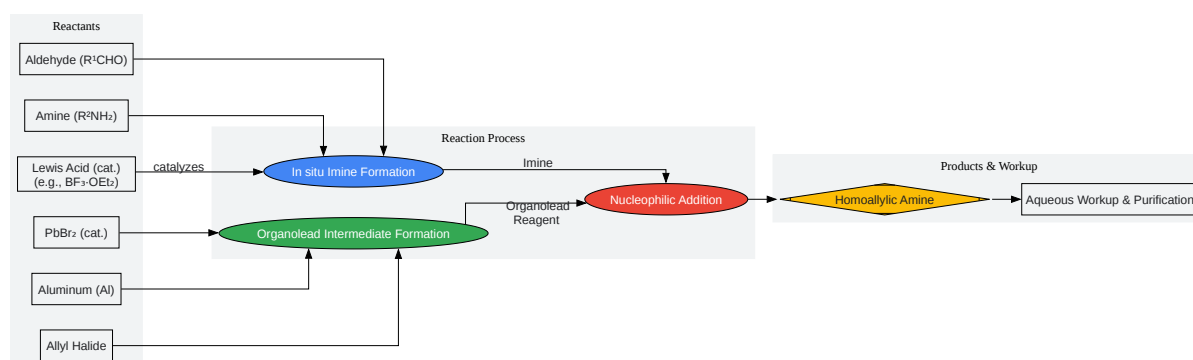 Reactants
Aldehyde (R¹CHO)
Amine (R²NH₂)
Lewis Acid (cat.)
(e.g., BF₃·OEt₂)
PbBr₂ (cat.)
Aluminum (Al)
Allyl Halide
catalyzes
Reaction Process
In situ Imine Formation
Imine
Organolead Intermediate Formation
Organolead
Reagent
Nucleophilic Addition
Products & Workup
Homoallylic Amine
Aqueous Workup & Purification